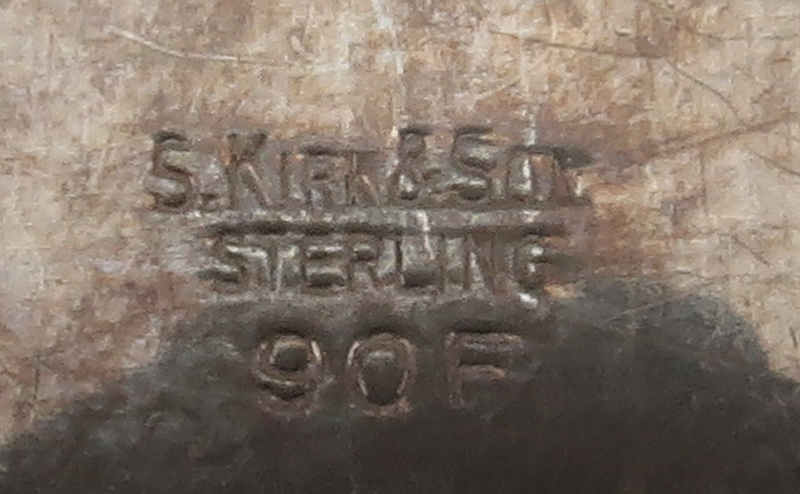 S. KIRK & SON
STERLING
90F